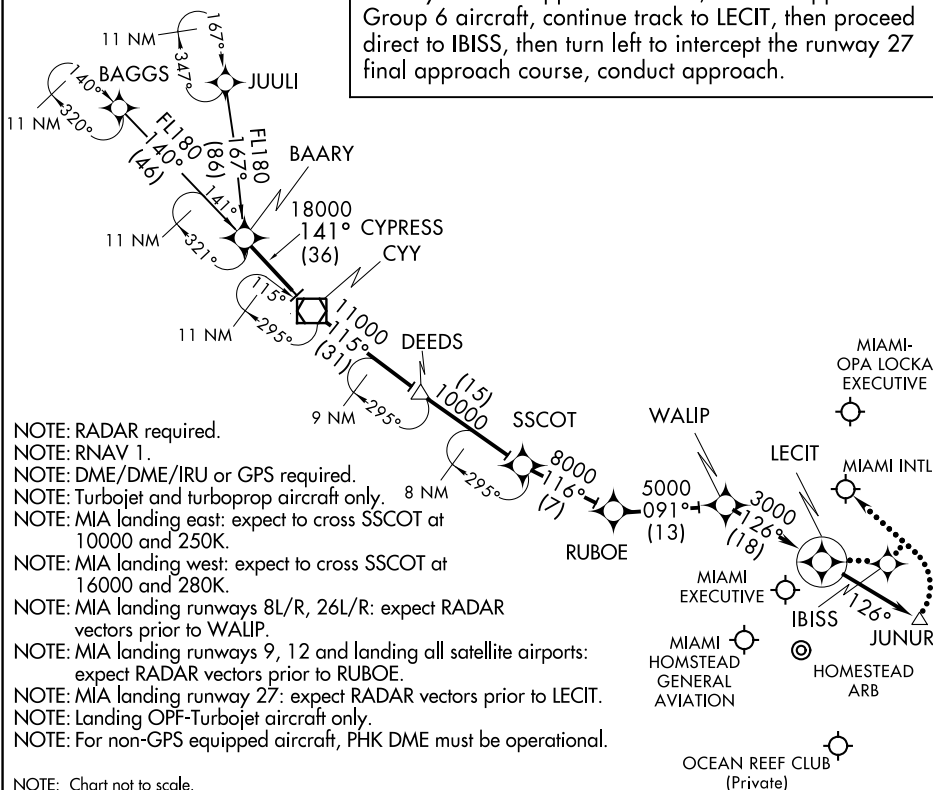 Group 6 aircraft, continue track to LECIT, then proceed
direct to IBISS, then turn left to intercept the runway 27
final approach course, conduct approach.
11 NM
167°
347°
JUULI
BAGGS
140°
320°
11 NM
FL180
140°
(46)
FL180
167°
(86)
BAARY
141°
321°
11 NM
18000
141°
(36)
CYPRESS
CYY
115°
295°
11 NM
11000
115°
(31)
DEEDS
295°
9 NM
(15)
10000
SSCOT
295°
8 NM
8000
116°
(7)
RUBOE
5000
091°
(13)
WALIP
3000
126°
(18)
LECIT
MIAMI-
OPA LOCKA
EXECUTIVE
MIAMI INTL
MIAMI
EXECUTIVE
IBISS
126°
JUNUR
MIAMI
HOMSTEAD
GENERAL
AVIATION
HOMESTEAD
ARB
OCEAN REEF CLUB
(Private)
NOTE: RADAR required.
NOTE: RNAV 1.
NOTE: DME/DME/IRU or GPS required.
NOTE: Turbojet and turboprop aircraft only.
NOTE: MIA landing east: expect to cross SSCOT at
10000 and 250K.
NOTE: MIA landing west: expect to cross SSCOT at
16000 and 280K.
NOTE: MIA landing runways 8L/R, 26L/R: expect RADAR
vectors prior to WALIP.
NOTE: MIA landing runways 9, 12 and landing all satellite airports:
expect RADAR vectors prior to RUBOE.
NOTE: MIA landing runway 27: expect RADAR vectors prior to LECIT.
NOTE: Landing OPF-Turbojet aircraft only.
NOTE: For non-GPS equipped aircraft, PHK DME must be operational.
NOTE: Chart not to scale.